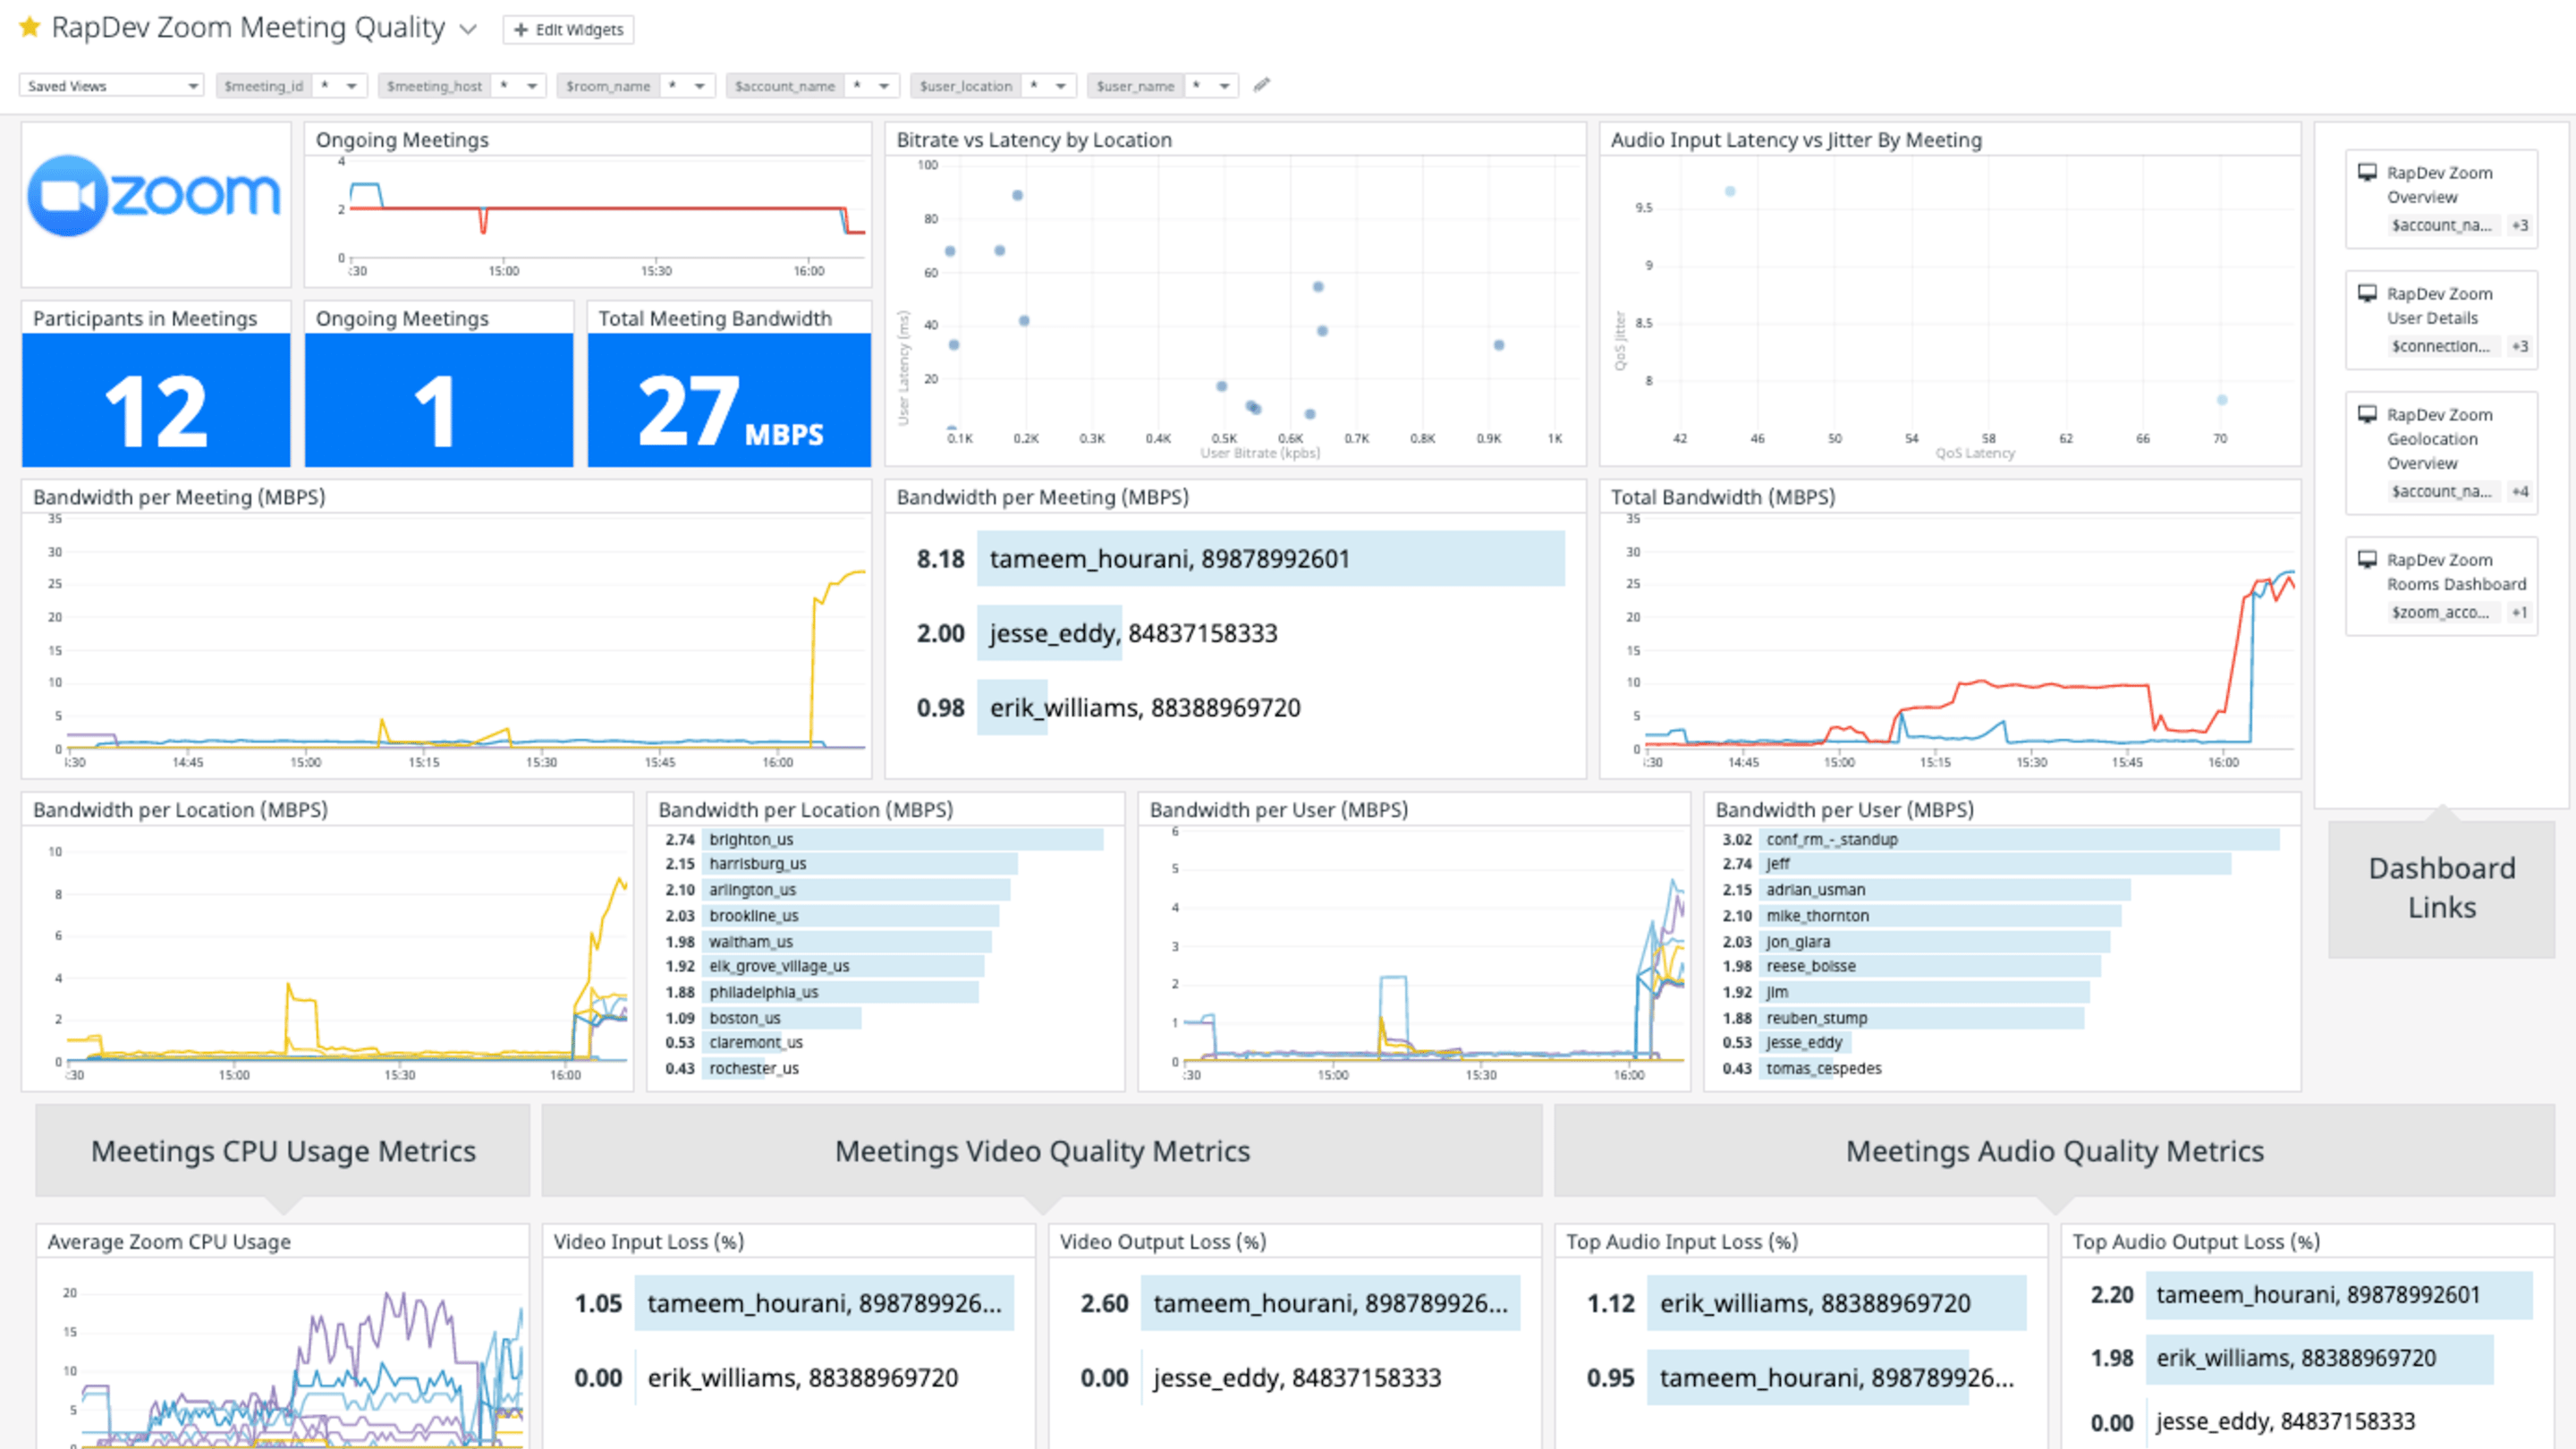 RapDev Zoom Meeting Quality
+ Edit Widgets
Saved Views
$meeting_id *
$meeting_host *
$room_name *
$account_name *
$user_location *
$user_name *
zoom
Ongoing Meetings
4
2
0
:30 15:00 15:30 16:00
Bitrate vs Latency by Location
100
80
60
40
20
User Latency (ms)
0.1K 0.2K 0.3K 0.4K 0.5K 0.6K 0.7K 0.8K 0.9K 1K
User Bitrate (kpbs)
Audio Input Latency vs Jitter By Meeting
9.5
9
8.5
8
QoS Jitter
42 46 50 54 58 62 66 70
QoS Latency
RapDev Zoom
Overview
$account_na... +3
RapDev Zoom
User Details
$connection... +3
RapDev Zoom
Geolocation
Overview
$account_na... +4
RapDev Zoom
Rooms Dashboard
$zoom_acco... +1
Dashboard
Links
Participants in Meetings
12
Ongoing Meetings
1
Total Meeting Bandwidth
27 MBPS
Bandwidth per Meeting (MBPS)
35
30
25
20
15
10
5
0
:30 14:45 15:00 15:15 15:30 15:45 16:00
Bandwidth per Meeting (MBPS)
8.18 tameem_hourani, 89878992601
2.00 jesse_eddy, 84837158333
0.98 erik_williams, 88388969720
Total Bandwidth (MBPS)
35
30
25
20
15
10
5
0
:30 14:45 15:00 15:15 15:30 15:45 16:00
Bandwidth per Location (MBPS)
10
8
6
4
2
0
:30 15:00 15:30 16:00
Bandwidth per Location (MBPS)
2.74 brighton_us
2.15 harrisburg_us
2.10 arlington_us
2.03 brookline_us
1.98 waltham_us
1.92 elk_grove_village_us
1.88 philadelphia_us
1.09 boston_us
0.53 claremont_us
0.43 rochester_us
Bandwidth per User (MBPS)
6
5
4
3
2
1
0
:30 15:00 15:30 16:00
Bandwidth per User (MBPS)
3.02 conf_rm_-_standup
2.74 jeff
2.15 adrian_usman
2.10 mike_thornton
2.03 jon_giara
1.98 reese_boisse
1.92 jim
1.88 reuben_stump
0.53 jesse_eddy
0.43 tomas_cespedes
Meetings CPU Usage Metrics
Meetings Video Quality Metrics
Meetings Audio Quality Metrics
Average Zoom CPU Usage
20
15
10
5
0
Video Input Loss (%)
1.05 tameem_hourani, 898789926...
0.00 erik_williams, 88388969720
Video Output Loss (%)
2.60 tameem_hourani, 898789926...
0.00 jesse_eddy, 84837158333
Top Audio Input Loss (%)
1.12 erik_williams, 88388969720
0.95 tameem_hourani, 898789926...
Top Audio Output Loss (%)
2.20 tameem_hourani, 89878992601
1.98 erik_williams, 88388969720
0.00 jesse_eddy, 84837158333